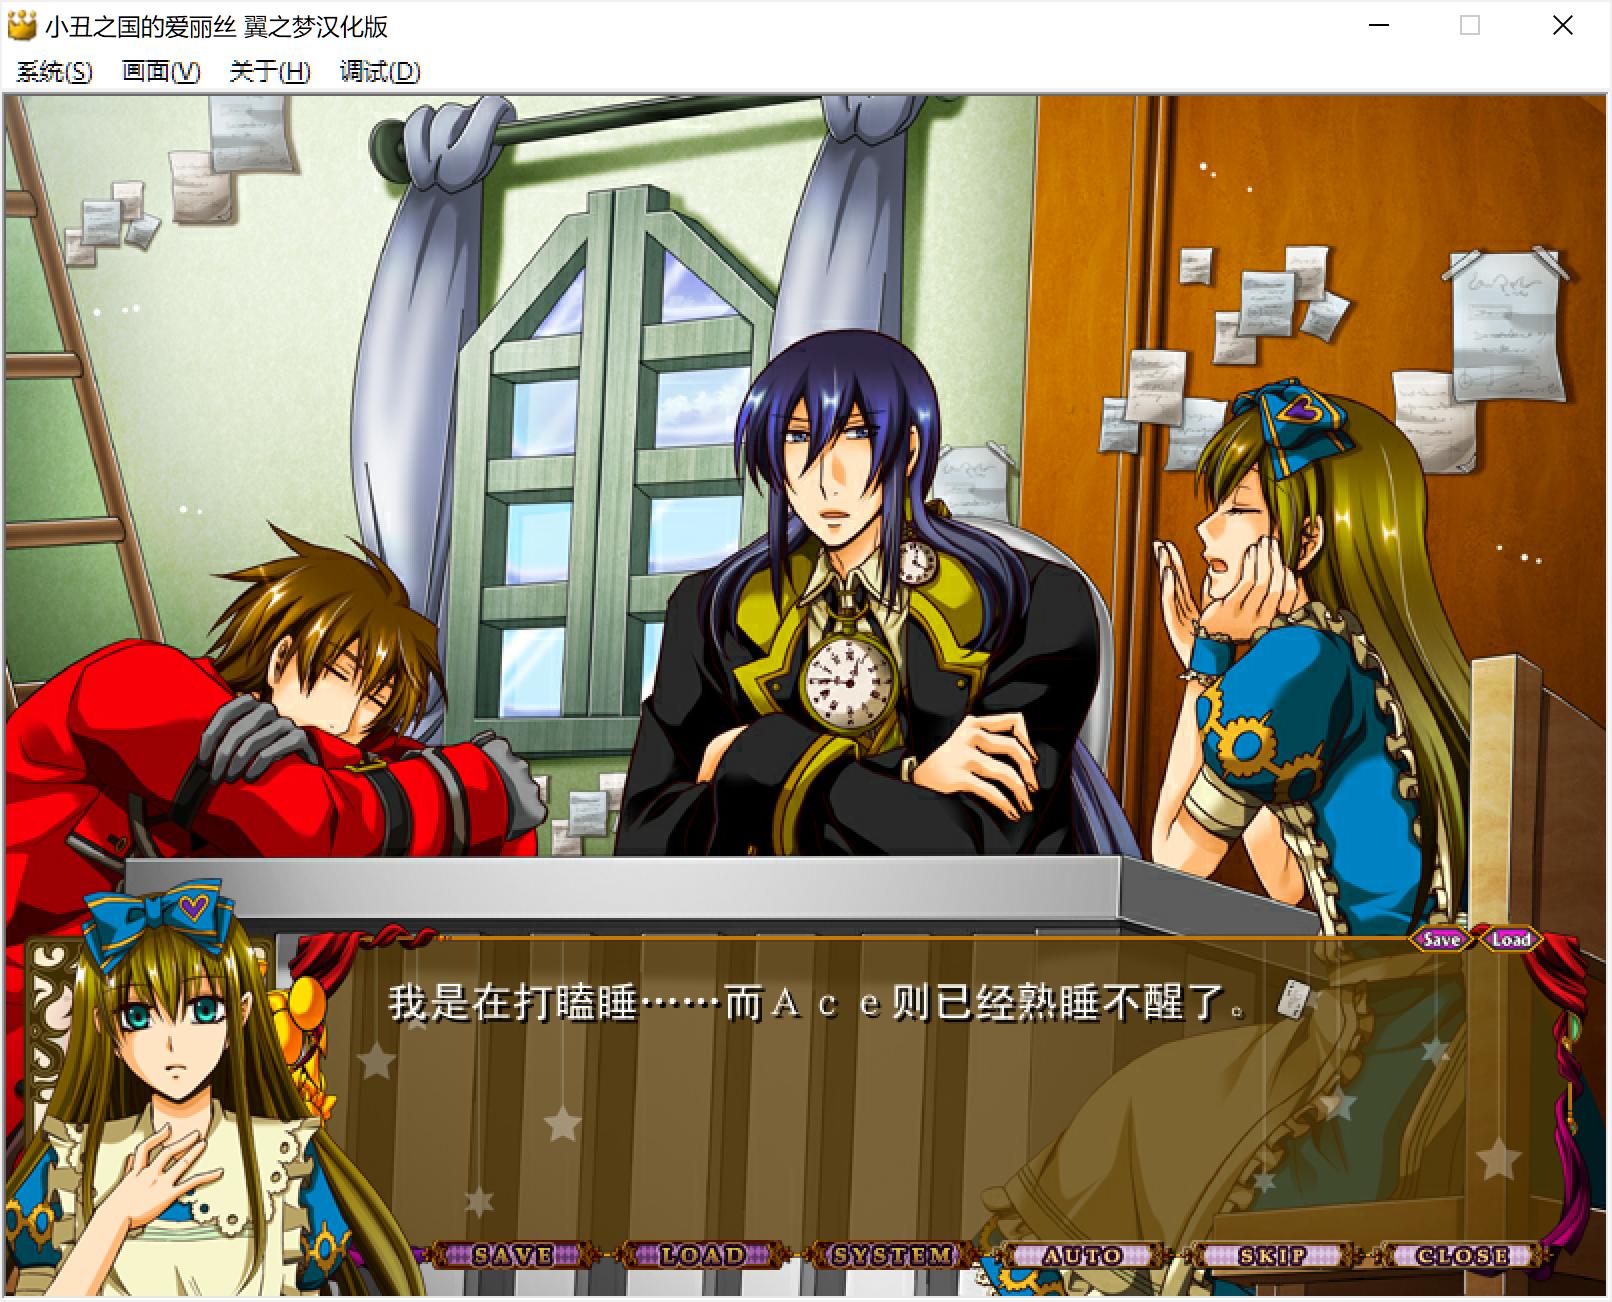 小丑之国的爱丽丝 翼之梦汉化版
系统(S) 画面(V) 关于(H) 调试(D)
Save Load
我是在打瞌睡……而Ａｃｅ则已经熟睡不醒了。
SAVE LOAD SYSTEM AUTO SKIP CLOSE